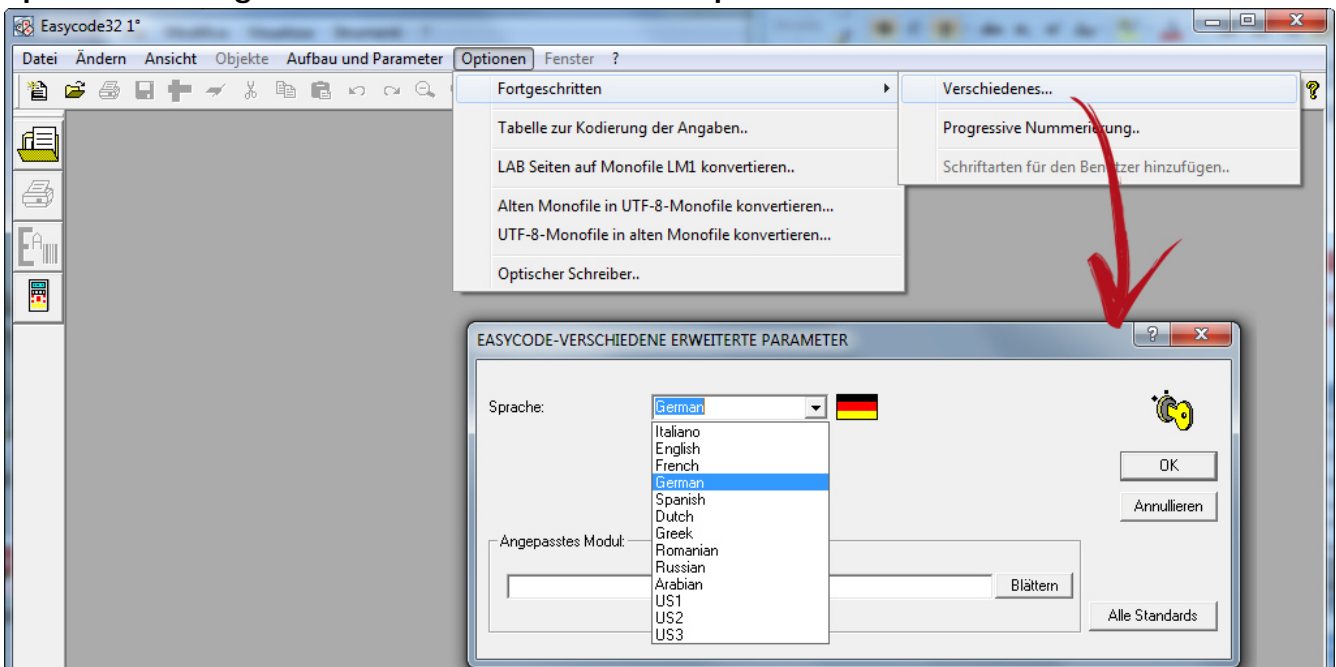 Easycode32 1°
Datei Ändern Ansicht Objekte Aufbau und Parameter Optionen Fenster ?
Fortgeschritten
Tabelle zur Kodierung der Angaben..
LAB Seiten auf Monofile LM1 konvertieren..
Alten Monofile in UTF-8-Monofile konvertieren...
UTF-8-Monofile in alten Monofile konvertieren...
Optischer Schreiber..
Verschiedenes...
Progressive Nummerierung..
Schriftarten für den Benutzer hinzufügen..
EASYCODE-VERSCHIEDENE ERWEITERTE PARAMETER
Sprache: German
Italiano
English
French
German
Spanish
Dutch
Greek
Romanian
Russian
Arabian
US1
US2
US3
OK
Annullieren
Angepasstes Modul:
Blättern
Alle Standards